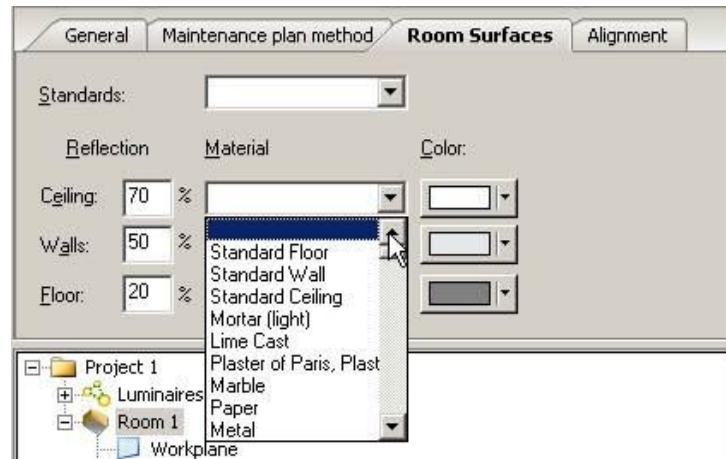 General Maintenance plan method Room Surfaces Alignment
Standards:
Reflection Material Color:
Ceiling: 70 %
Walls: 50 %
Floor: 20 %
Standard Floor
Standard Wall
Standard Ceiling
Mortar (light)
Lime Cast
Plaster of Paris, Plast
Marble
Paper
Metal
Project 1
Luminaires
Room 1
Workplane